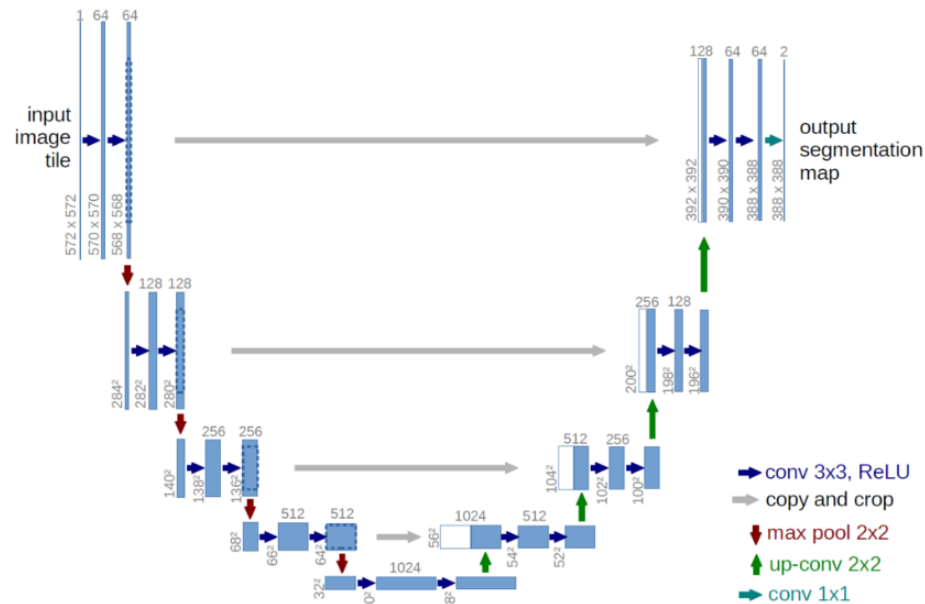 1
64
64
input
image
tile
572 x 572
570 x 570
568 x 568
128
64
64
2
output
segmentation
map
392 x 392
390 x 390
388 x 388
388 x 388
128
128
284²
282²
280²
256
128
200²
198²
196²
256
256
140²
138²
136²
512
256
104²
102²
100²
512
512
68²
66²
64²
1024
512
56²
54²
52²
1024
32²
0²
8²
conv 3x3, ReLU
copy and crop
max pool 2x2
up-conv 2x2
conv 1x1